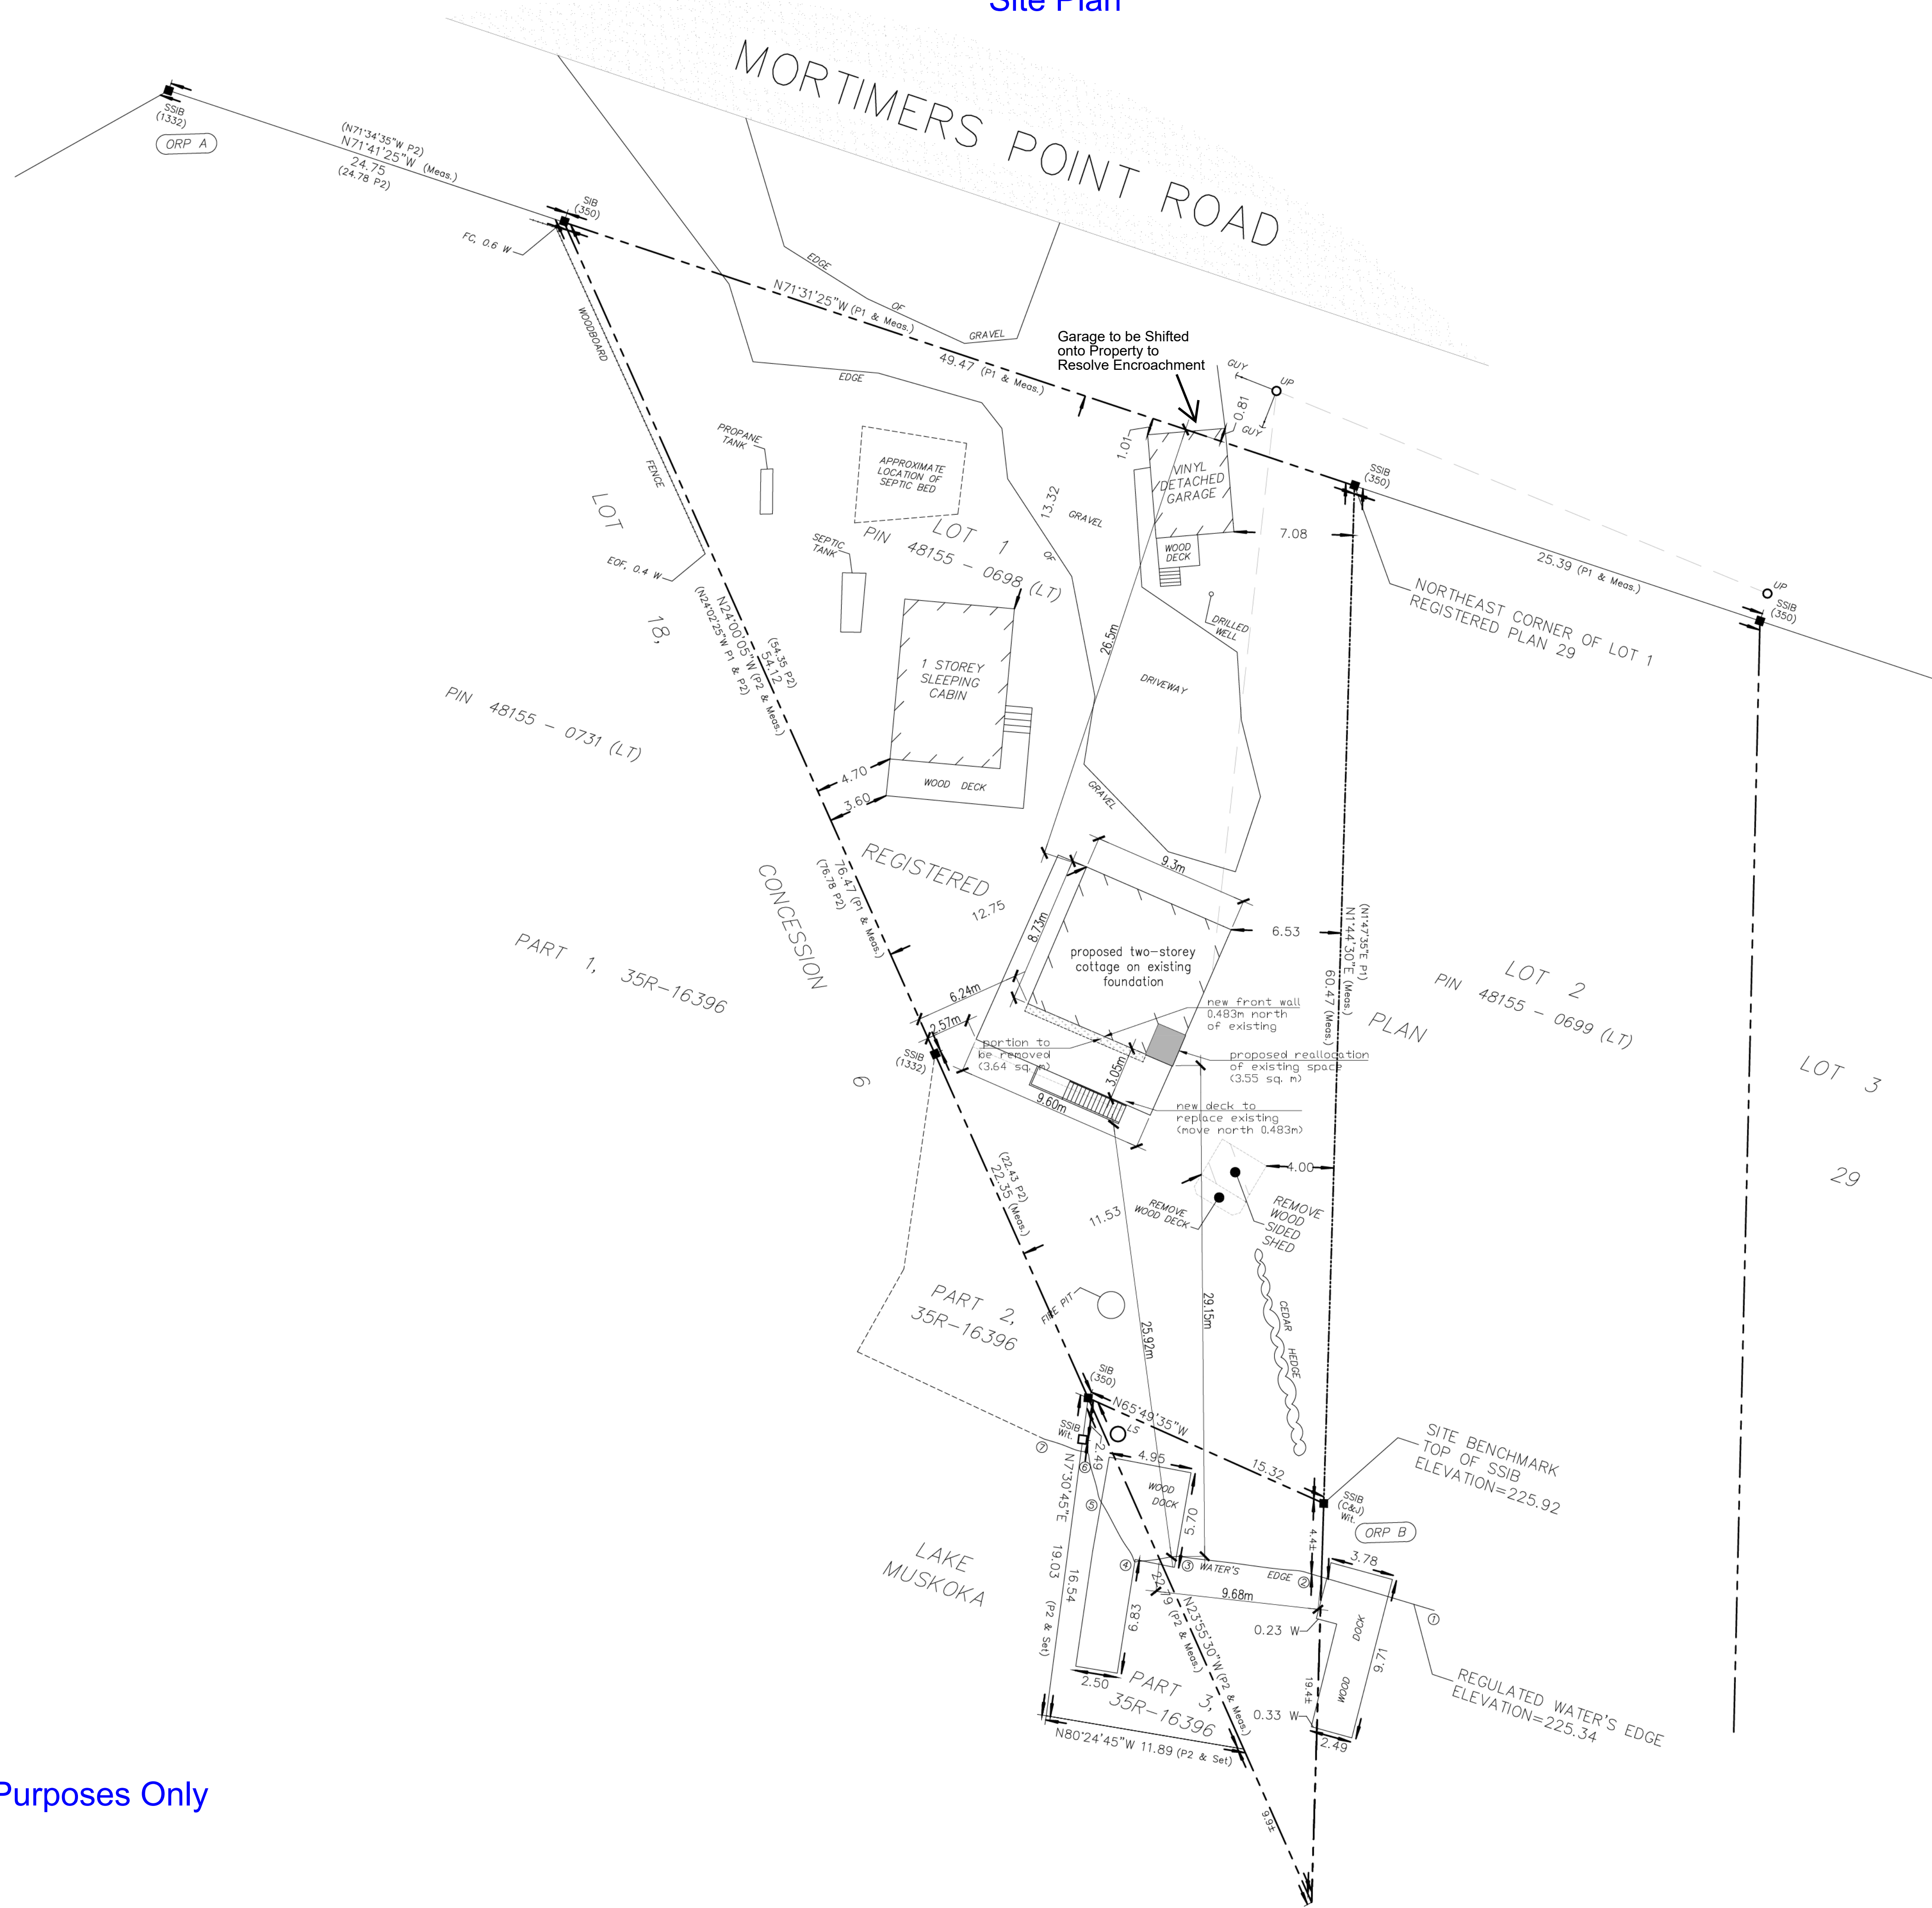 Site Plan
MORTIMERS POINT ROAD
SSIB
(1332)
ORP A
(N71°34'35"W P2)
N71°41'25"W (Meas.)
24.75
(24.78 P2)
SIB
(350)
FC, 0.6 W
WOODBOARD
FENCE
EOF, 0.4 W
N71°31'25"W (P1 & Meas.)
49.47 (P1 & Meas.)
EDGE
OF
GRAVEL
EDGE
OF
GRAVEL
Garage to be Shifted
onto Property to
Resolve Encroachment
GUY
UP
GUY
0.81
1.01
VINYL
DETACHED
GARAGE
WOOD
DECK
7.08
SSIB
(350)
25.39 (P1 & Meas.)
UP
SSIB
(350)
NORTHEAST CORNER OF LOT 1
REGISTERED PLAN 29
PROPANE
TANK
APPROXIMATE
LOCATION OF
SEPTIC BED
13.32
SEPTIC
TANK
LOT 1
PIN 48155 - 0698 (LT)
LOT
18,
PIN 48155 - 0731 (LT)
(54.35 P2)
54.12
N24°00'05"W (P2 & Meas.)
(N24°02'25"W P1 & P2)
1 STOREY
SLEEPING
CABIN
WOOD DECK
4.70
3.60
26.5m
DRILLED
WELL
DRIVEWAY
GRAVEL
76.47 (P1 & Meas.)
(76.78 P2)
REGISTERED
12.75
CONCESSION
6
PART 1, 35R-16396
9.3m
8.73m
proposed two-storey
cottage on existing
foundation
6.53
(N1°47'35"E P1)
N1°44'30"E (Meas.)
60.47 (Meas.)
LOT 2
PIN 48155 - 0699 (LT)
PLAN
LOT 3
29
6.24m
2.57m
SSIB
(1332)
new front wall
0.483m north
of existing
portion to
be removed
(3.64 sq. m)
proposed reallocation
of existing space
(3.55 sq. m)
3.05m
9.60m
new deck to
replace existing
(move north 0.483m)
4.00
REMOVE
WOOD DECK
REMOVE
WOOD
SIDED
SHED
11.53
(22.43 P2)
22.35 (Meas.)
PART 2,
35R-16396
FIRE PIT
25.92m
29.15m
CEDAR
HEDGE
SIB
(350)
N65°49'35"W
15.32
LS
SSIB
Wit.
7
6
5
2.49
4.95
WOOD
DOCK
5.70
SITE BENCHMARK
TOP OF SSIB
ELEVATION=225.92
SSIB
(C&J)
Wit.
ORP B
4.4±
3.78
N7°30'45"E
19.03
(P2 & Set)
16.54
LAKE
MUSKOKA
4
3
WATER'S
EDGE
2
1
22.79 (P2 & Meas.)
N23°55'30"W (P2 & Meas.)
9.68m
6.83
0.23 W
DOCK
WOOD
9.71
19.4±
2.50
PART 3,
35R-16396
0.33 W
2.49
REGULATED WATER'S EDGE
ELEVATION=225.34
N80°24'45"W 11.89 (P2 & Set)
9.9±
Purposes Only